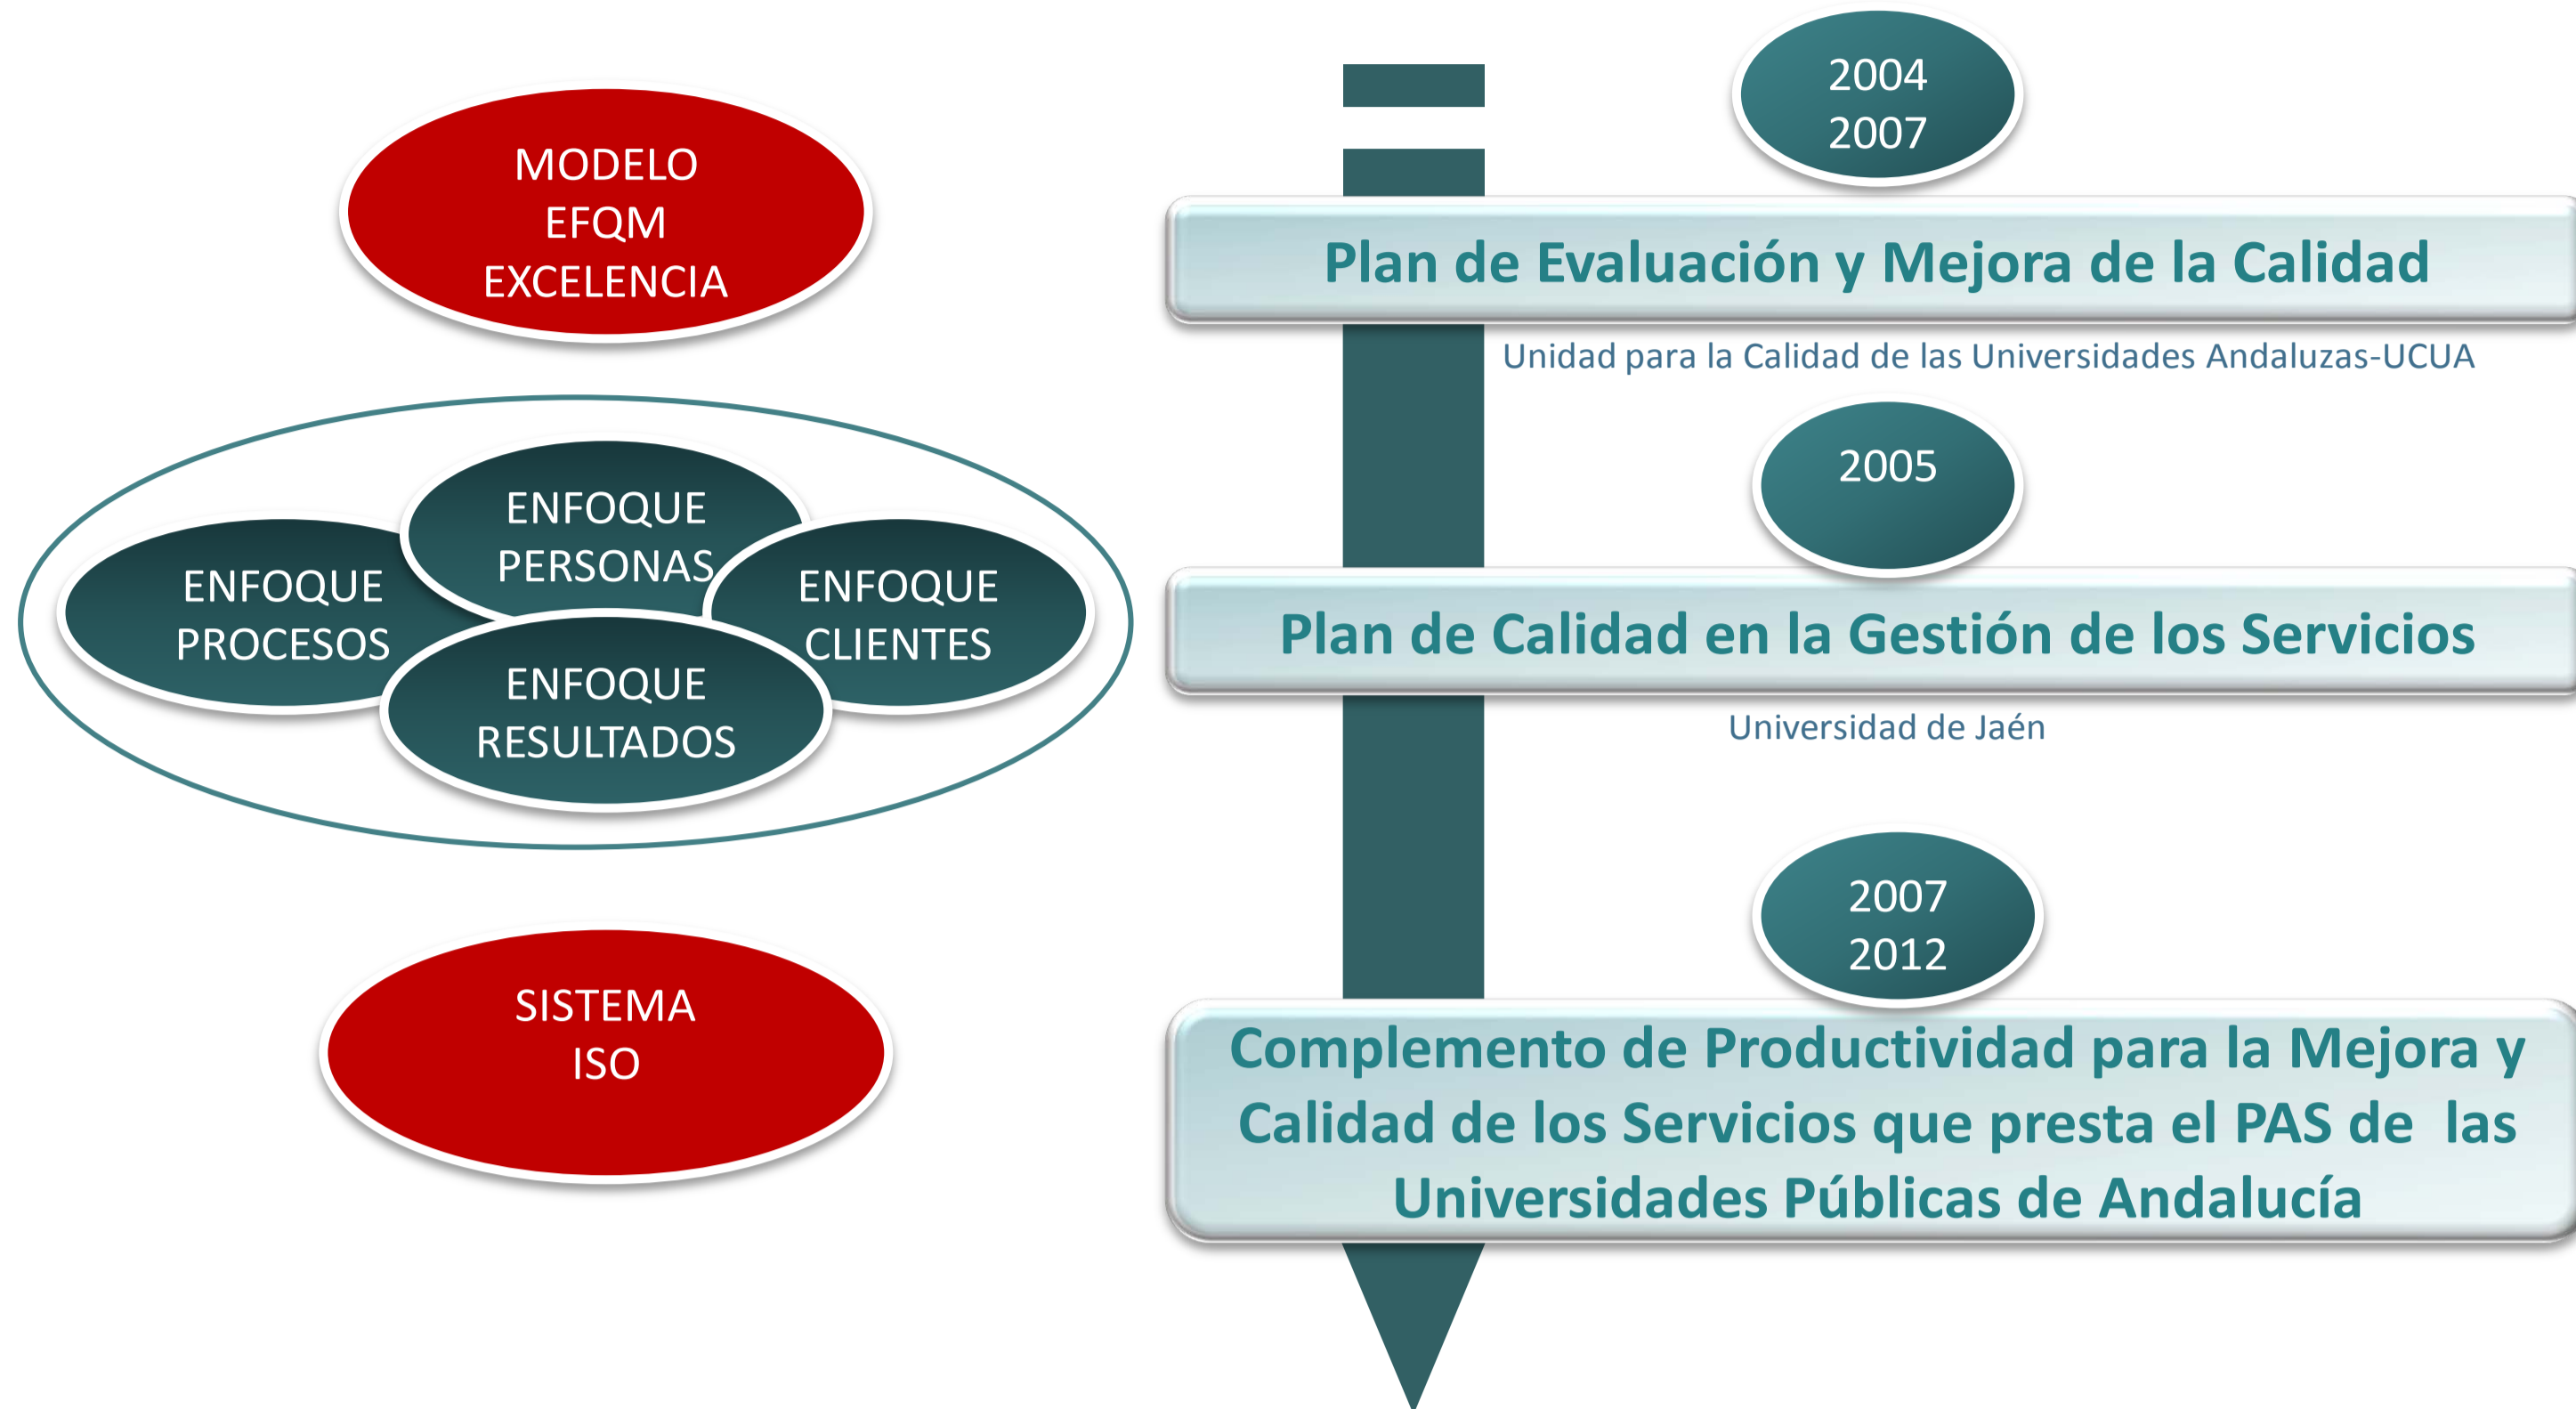 MODELO
EFQM
EXCELENCIA
ENFOQUE
PERSONAS
ENFOQUE
PROCESOS
ENFOQUE
CLIENTES
ENFOQUE
RESULTADOS
SISTEMA
ISO
2004
2007
Plan de Evaluación y Mejora de la Calidad
Unidad para la Calidad de las Universidades Andaluzas-UCUA
2005
Plan de Calidad en la Gestión de los Servicios
Universidad de Jaén
2007
2012
Complemento de Productividad para la Mejora y
Calidad de los Servicios que presta el PAS de  las
Universidades Públicas de Andalucía